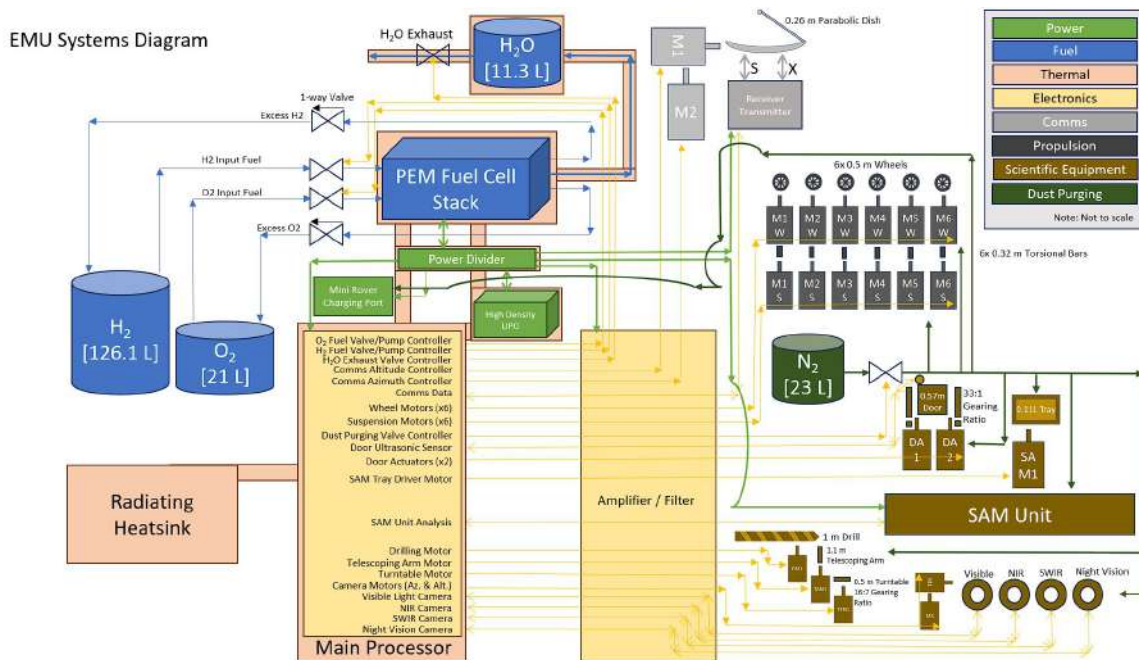 EMU Systems Diagram
H2O Exhaust
H2O
[11.3 L]
M1
M2
0.26 m Parabolic Dish
S
X
Receiver
Transmitter
Power
Fuel
Thermal
Electronics
Comms
Propulsion
Scientific Equipment
Dust Purging
Note: Not to scale
1-way Valve
Excess H2
H2 Input Fuel
O2 Input Fuel
Excess O2
PEM Fuel Cell
Stack
Power Divider
Mini Rover
Charging Port
High Density
H2
[126.1 L]
O2
[21 L]
6x 0.5 m Wheels
M1 W
M2 W
M3 W
M4 W
M5 W
M6 W
6x 0.32 m Torsional Bars
M1 S
M2 S
M3 S
M4 S
M5 S
M6 S
N2
[23 L]
0.57m
Door
33:1
Gearing
Ratio
DA
1
DA
2
Tray
SA
M1
SAM Unit
O2 Fuel Valve/Pump Controller
H2 Fuel Valve/Pump Controller
H2O Exhaust Valve Controller
Comms Altitude Controller
Comms Azimuth Controller
Comms Data
Wheel Motors (x6)
Suspension Motors (x6)
Dust Purging Valve Controller
Door Ultrasonic Sensor
Door Actuators (x2)
SAM Tray Driver Motor
SAM Unit Analysis
Drilling Motor
Telescoping Arm Motor
Turntable Motor
Camera Motors (Az. & Alt.)
Visible Light Camera
NIR Camera
SWIR Camera
Night Vision Camera
Main Processor
Radiating
Heatsink
Amplifier / Filter
1 m Drill
1.1 m
Telescoping Arm
0.5 m Turntable
16:7 Gearing
Ratio
Visible
NIR
SWIR
Night Vision